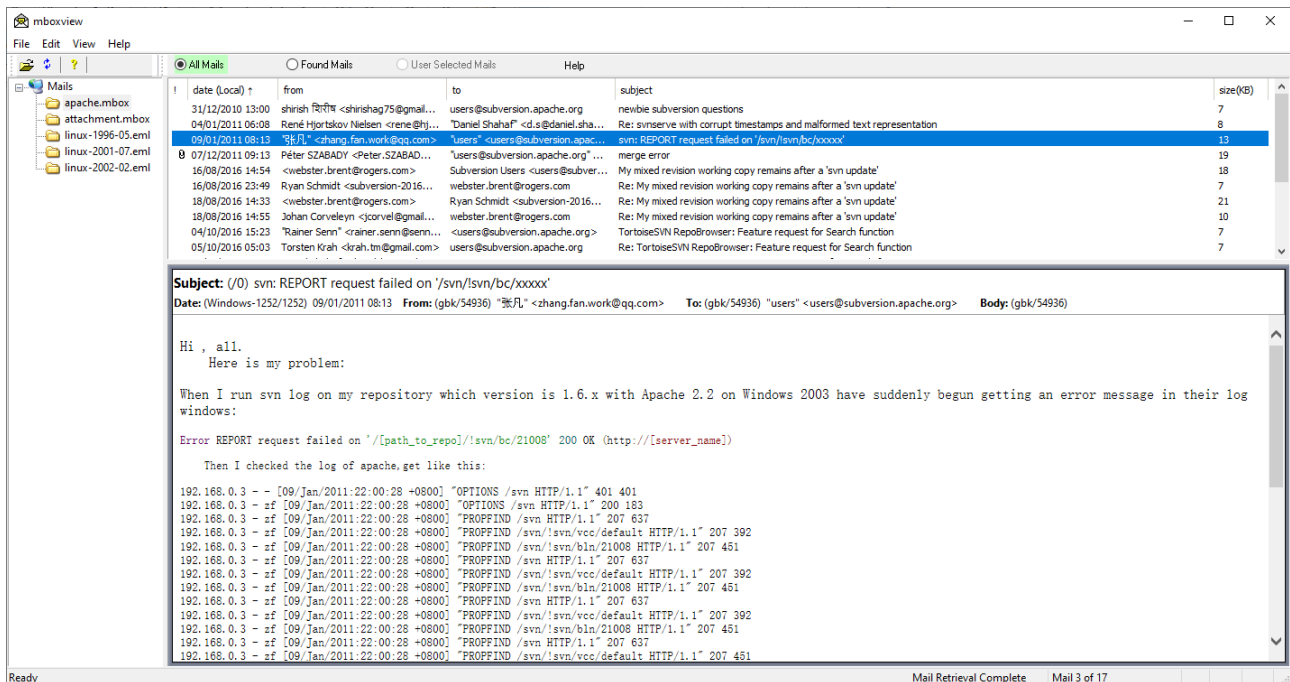 mboxview
File Edit View Help
All Mails Found Mails User Selected Mails Help
Mails
apache.mbox
attachment.mbox
linux-1996-05.eml
linux-2001-07.eml
linux-2002-02.eml
! date (Local) ↑ from to subject size(KB)
31/12/2010 13:00 shirish शिरीष <shirishag75@gmail... users@subversion.apache.org newbie subversion questions 7
04/01/2011 06:08 René Hjortskov Nielsen <rene@hj... "Daniel Shahaf" <d.s@daniel.sha... Re: svnserve with corrupt timestamps and malformed text representation 8
09/01/2011 08:13 "张凡" <zhang.fan.work@qq.com> "users" <users@subversion.apac... svn: REPORT request failed on '/svn/!svn/bc/xxxxx' 13
07/12/2011 09:13 Péter SZABADY <Peter.SZABAD... "users@subversion.apache.org" ... merge error 19
16/08/2016 14:54 <webster.brent@rogers.com> Subversion Users <users@subver... My mixed revision working copy remains after a 'svn update' 18
16/08/2016 23:49 Ryan Schmidt <subversion-2016... webster.brent@rogers.com Re: My mixed revision working copy remains after a 'svn update' 7
18/08/2016 14:33 <webster.brent@rogers.com> Ryan Schmidt <subversion-2016... Re: My mixed revision working copy remains after a 'svn update' 21
18/08/2016 14:55 Johan Corveleyn <jcorvel@gmail... webster.brent@rogers.com Re: My mixed revision working copy remains after a 'svn update' 10
04/10/2016 15:23 "Rainer Senn" <rainer.senn@senn... <users@subversion.apache.org> TortoiseSVN RepoBrowser: Feature request for Search function 7
05/10/2016 05:03 Torsten Krah <krah.tm@gmail.com> users@subversion.apache.org Re: TortoiseSVN RepoBrowser: Feature request for Search function 7
Subject: (/0) svn: REPORT request failed on '/svn/!svn/bc/xxxxx'
Date: (Windows-1252/1252) 09/01/2011 08:13 From: (gbk/54936) "张凡" <zhang.fan.work@qq.com> To: (gbk/54936) "users" <users@subversion.apache.org> Body: (gbk/54936)
Hi , all.
Here is my problem:
When I run svn log on my repository which version is 1.6.x with Apache 2.2 on Windows 2003 have suddenly begun getting an error message in their log
windows:
Error REPORT request failed on '/[path_to_repo]/!svn/bc/21008' 200 OK (http://[server_name])
Then I checked the log of apache,get like this:
192.168.0.3 - - [09/Jan/2011:22:00:28 +0800] "OPTIONS /svn HTTP/1.1" 401 401
192.168.0.3 - zf [09/Jan/2011:22:00:28 +0800] "OPTIONS /svn HTTP/1.1" 200 183
192.168.0.3 - zf [09/Jan/2011:22:00:28 +0800] "PROPFIND /svn HTTP/1.1" 207 637
192.168.0.3 - zf [09/Jan/2011:22:00:28 +0800] "PROPFIND /svn/!svn/vcc/default HTTP/1.1" 207 392
192.168.0.3 - zf [09/Jan/2011:22:00:28 +0800] "PROPFIND /svn/!svn/bln/21008 HTTP/1.1" 207 451
192.168.0.3 - zf [09/Jan/2011:22:00:28 +0800] "PROPFIND /svn HTTP/1.1" 207 637
192.168.0.3 - zf [09/Jan/2011:22:00:28 +0800] "PROPFIND /svn/!svn/vcc/default HTTP/1.1" 207 392
192.168.0.3 - zf [09/Jan/2011:22:00:28 +0800] "PROPFIND /svn/!svn/bln/21008 HTTP/1.1" 207 451
192.168.0.3 - zf [09/Jan/2011:22:00:28 +0800] "PROPFIND /svn HTTP/1.1" 207 637
192.168.0.3 - zf [09/Jan/2011:22:00:28 +0800] "PROPFIND /svn/!svn/vcc/default HTTP/1.1" 207 392
192.168.0.3 - zf [09/Jan/2011:22:00:28 +0800] "PROPFIND /svn/!svn/bln/21008 HTTP/1.1" 207 451
192.168.0.3 - zf [09/Jan/2011:22:00:28 +0800] "PROPFIND /svn HTTP/1.1" 207 637
192.168.0.3 - zf [09/Jan/2011:22:00:28 +0800] "PROPFIND /svn/!svn/vcc/default HTTP/1.1" 207 451
Ready Mail Retrieval Complete Mail 3 of 17